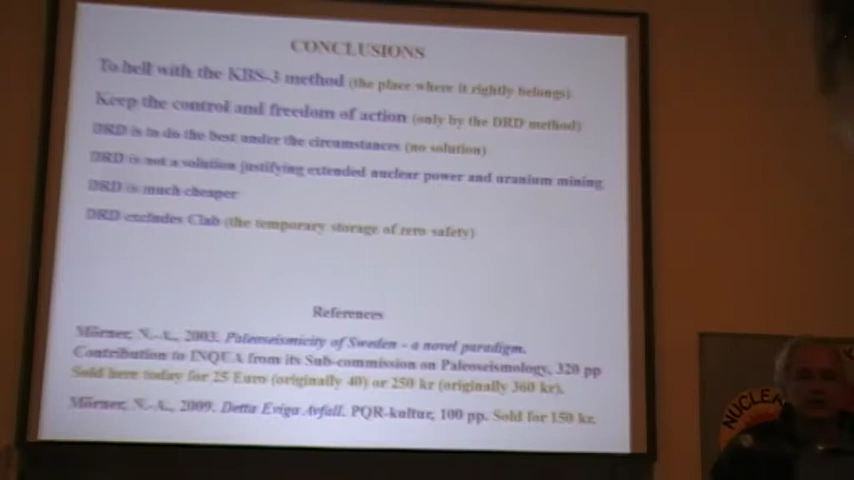 CONCLUSIONS
To hell with the KBS-3 method (the place where it rightly belongs)
Keep the control and freedom of action (only by the DRD method)
DRD is to do the best under the circumstances (no solution)
DRD is not a solution justifying extended nuclear power and uranium mining
DRD is much cheaper
DRD excludes Clab (the temporary storage of zero safety)
References
Mörner, N.-A., 2003. Paleoseismicity of Sweden - a novel paradigm.
Contribution to INQUA from its Sub-commission on Paleoseismology, 320 pp
Sold here today for 25 Euro (originally 40) or 250 kr (originally 360 kr).
Mörner, N.-A., 2009. Detta Eviga Avfall. PQR-kultur, 100 pp. Sold for 150 kr.
NUCLEA